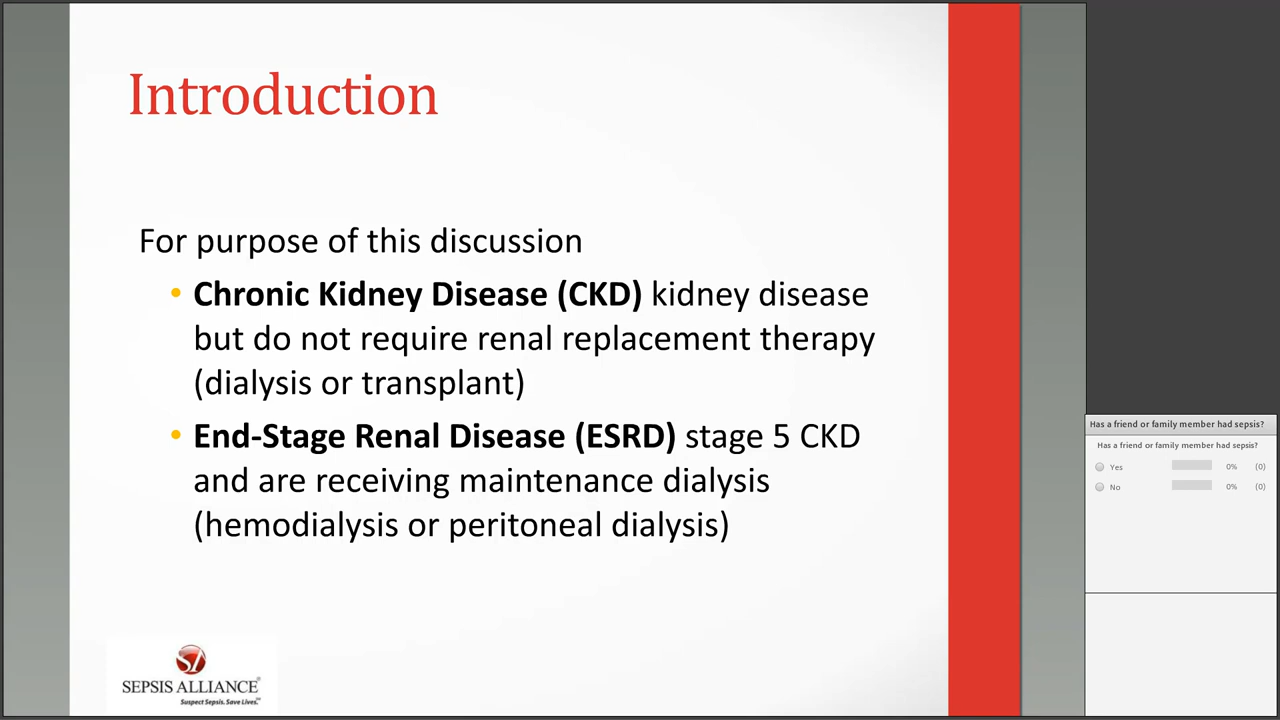 Introduction
For purpose of this discussion
• Chronic Kidney Disease (CKD) kidney disease
but do not require renal replacement therapy
(dialysis or transplant)
• End-Stage Renal Disease (ESRD) stage 5 CKD
and are receiving maintenance dialysis
(hemodialysis or peritoneal dialysis)
SEPSIS ALLIANCE®
Suspect Sepsis. Save Lives.™
Has a friend or family member had sepsis?
Has a friend or family member had sepsis?
Yes 0% (0)
No 0% (0)